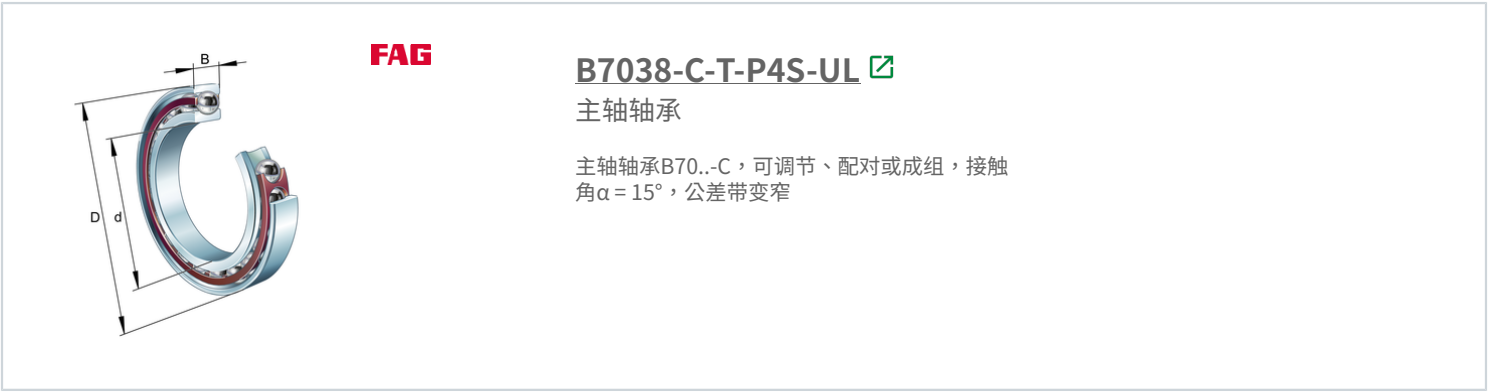 B
FAG
B7038-C-T-P4S-UL
主轴轴承
主轴轴承B70..-C，可调节、配对或成组，接触
角α = 15°，公差带变窄
D
d